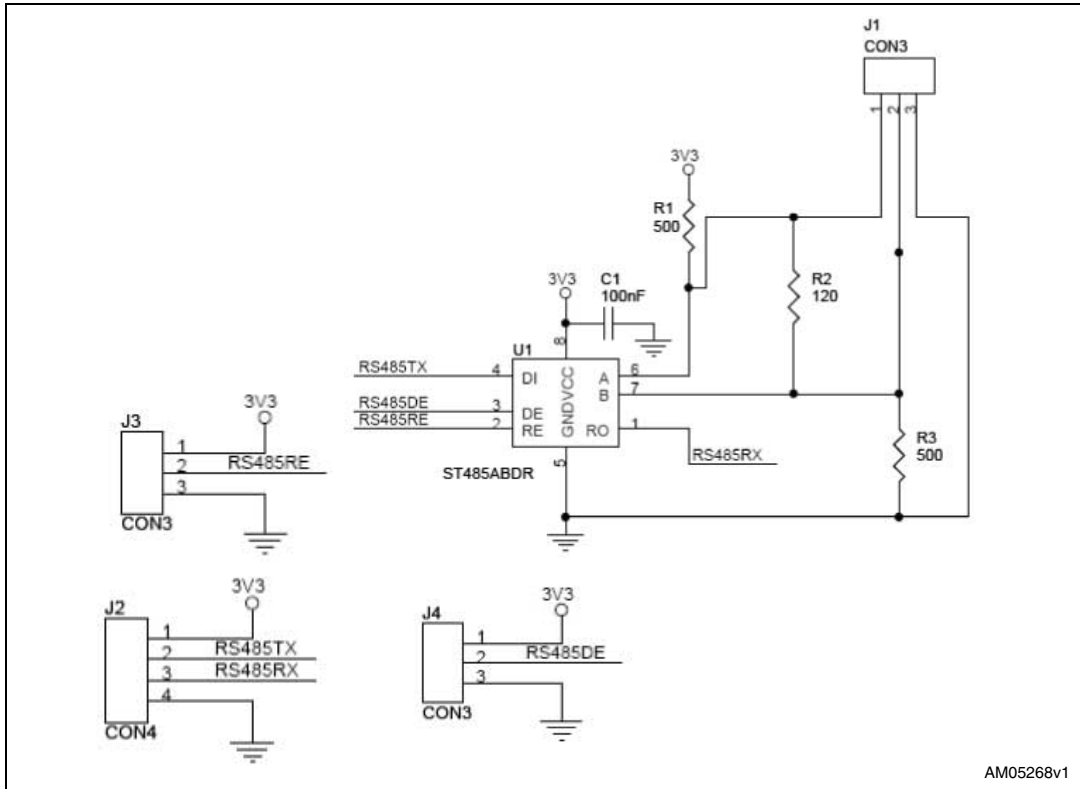 J1
CON3
1 2 3
3V3
R1
500
R2
120
3V3
C1
100nF
8
U1
RS485TX 4 DI
RS485DE 3 DE
RS485RE 2 RE
GNDVCC
A 6
B 7
RO 1
RS485RX
5
ST485ABDR
R3
500
J3
3V3
1
2 RS485RE
3
CON3
J2
3V3
1
2 RS485TX
3 RS485RX
4
CON4
J4
3V3
1
2 RS485DE
3
CON3
AM05268v1